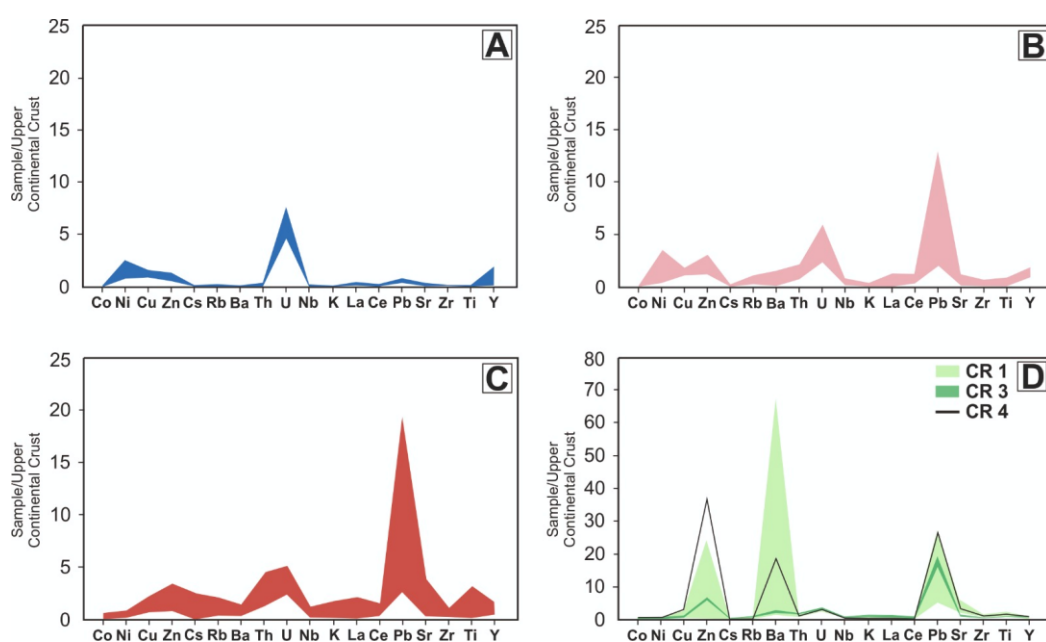 A
Sample/Upper
Continental Crust
25
20
15
10
5
0
Co Ni Cu Zn Cs Rb Ba Th U Nb K La Ce Pb Sr Zr Ti Y
B
Sample/Upper
Continental Crust
25
20
15
10
5
0
Co Ni Cu Zn Cs Rb Ba Th U Nb K La Ce Pb Sr Zr Ti Y
C
Sample/Upper
Continental Crust
25
20
15
10
5
0
Co Ni Cu Zn Cs Rb Ba Th U Nb K La Ce Pb Sr Zr Ti Y
D
CR 1
CR 3
CR 4
Sample/Upper
Continental Crust
80
70
60
50
40
30
20
10
0
Co Ni Cu Zn Cs Rb Ba Th U Nb K La Ce Pb Sr Zr Ti Y